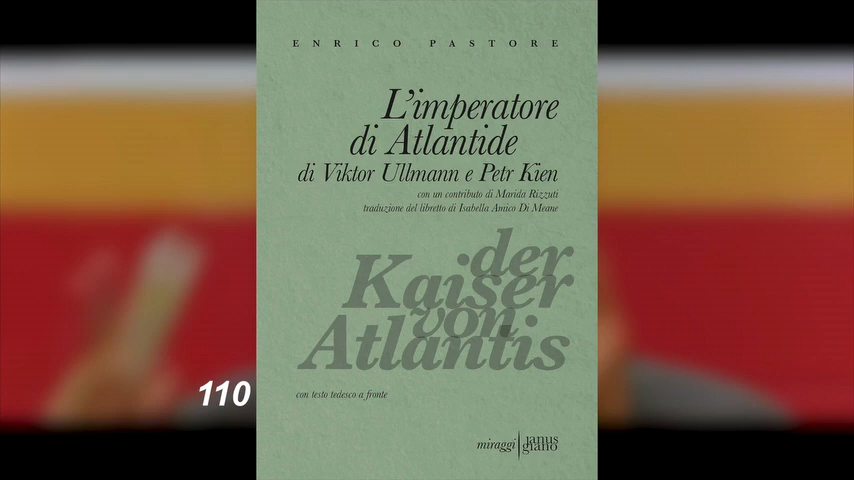 ENRICO PASTORE
L'imperatore
di Atlantide
di Viktor Ullmann e Petr Kien
con un contributo di Marida Rizzuti
traduzione del libretto di Isabella Amico Di Meane
der
Kaiser
von
Atlantis
110
con testo tedesco a fronte
miraggi
janus
giano